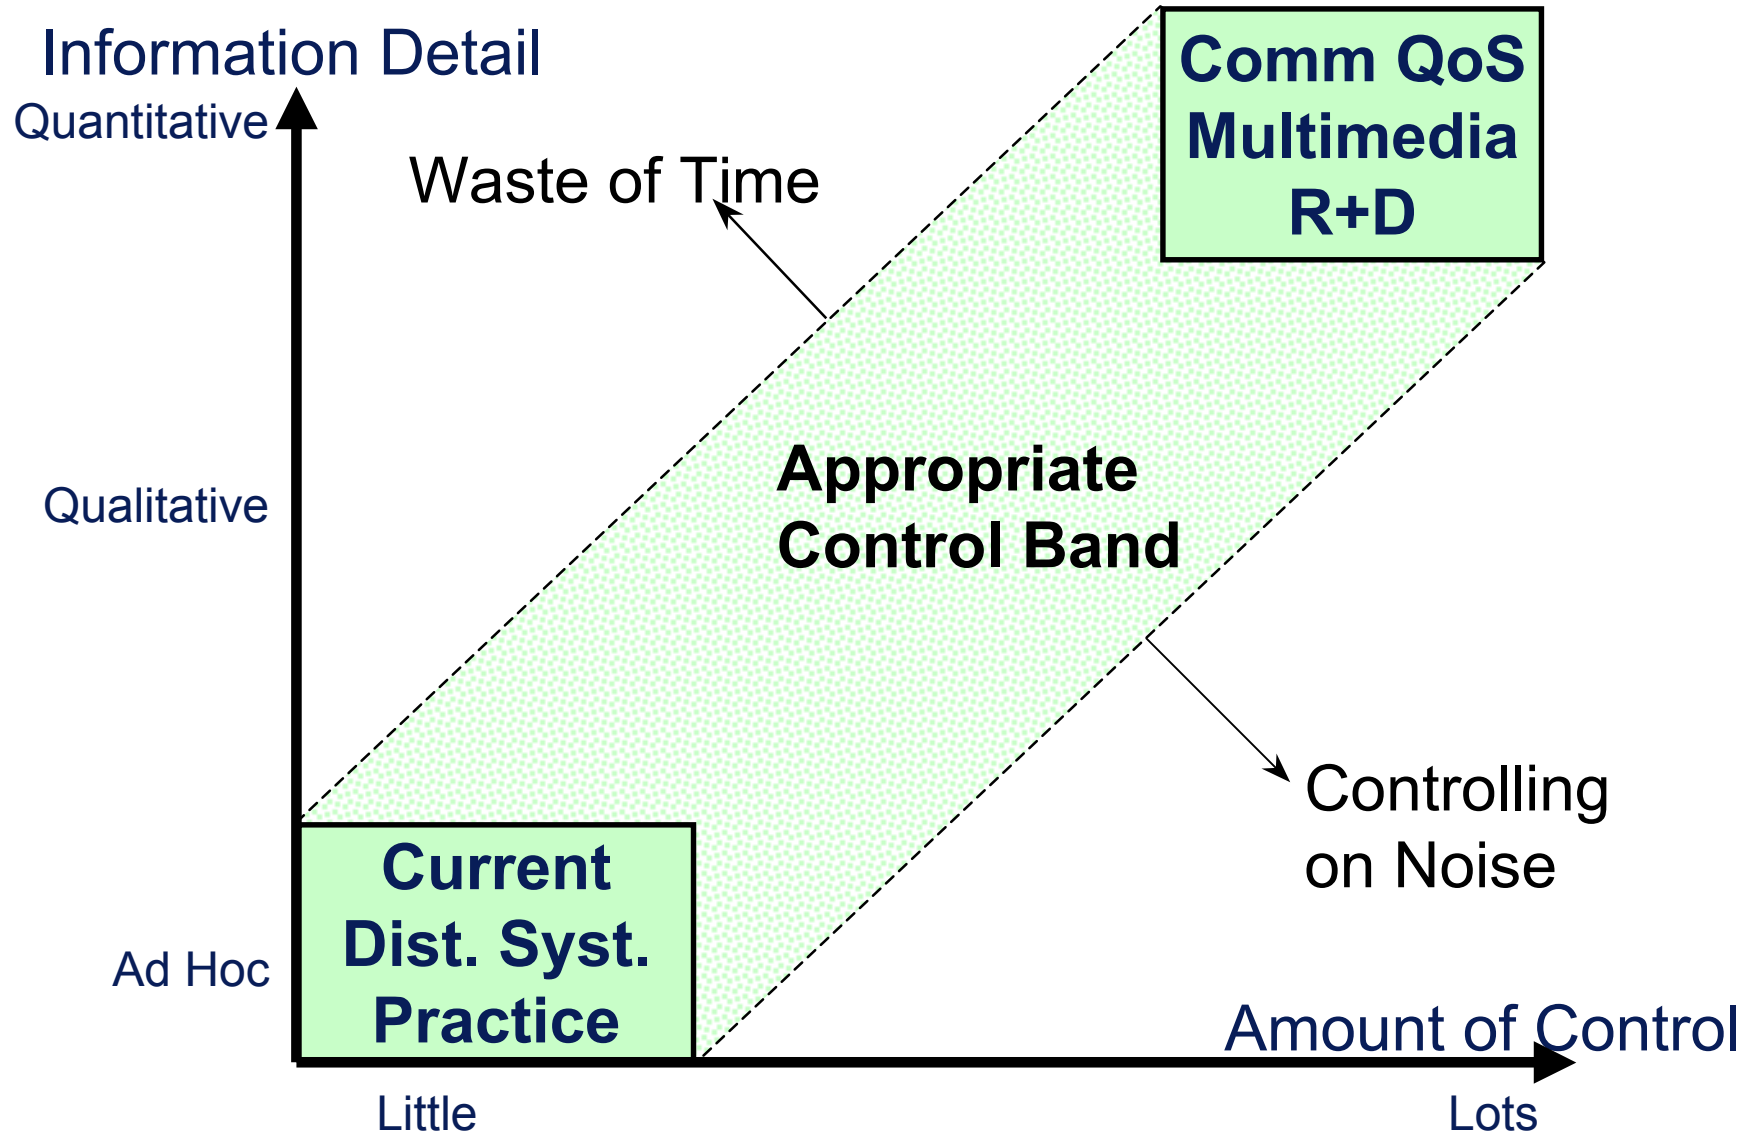 Information Detail
Quantitative
Comm QoS
Multimedia
R+D
Waste of Time
Qualitative
Appropriate
Control Band
Controlling
on Noise
Current
Dist. Syst.
Practice
Ad Hoc
Amount of Control
Little
Lots